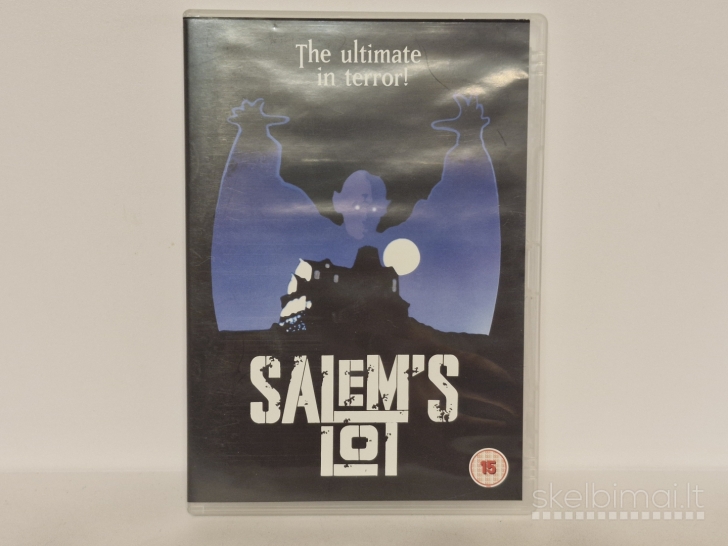 The ultimate
in terror!
SALEM'S
LOT
15
skelbimai.lt